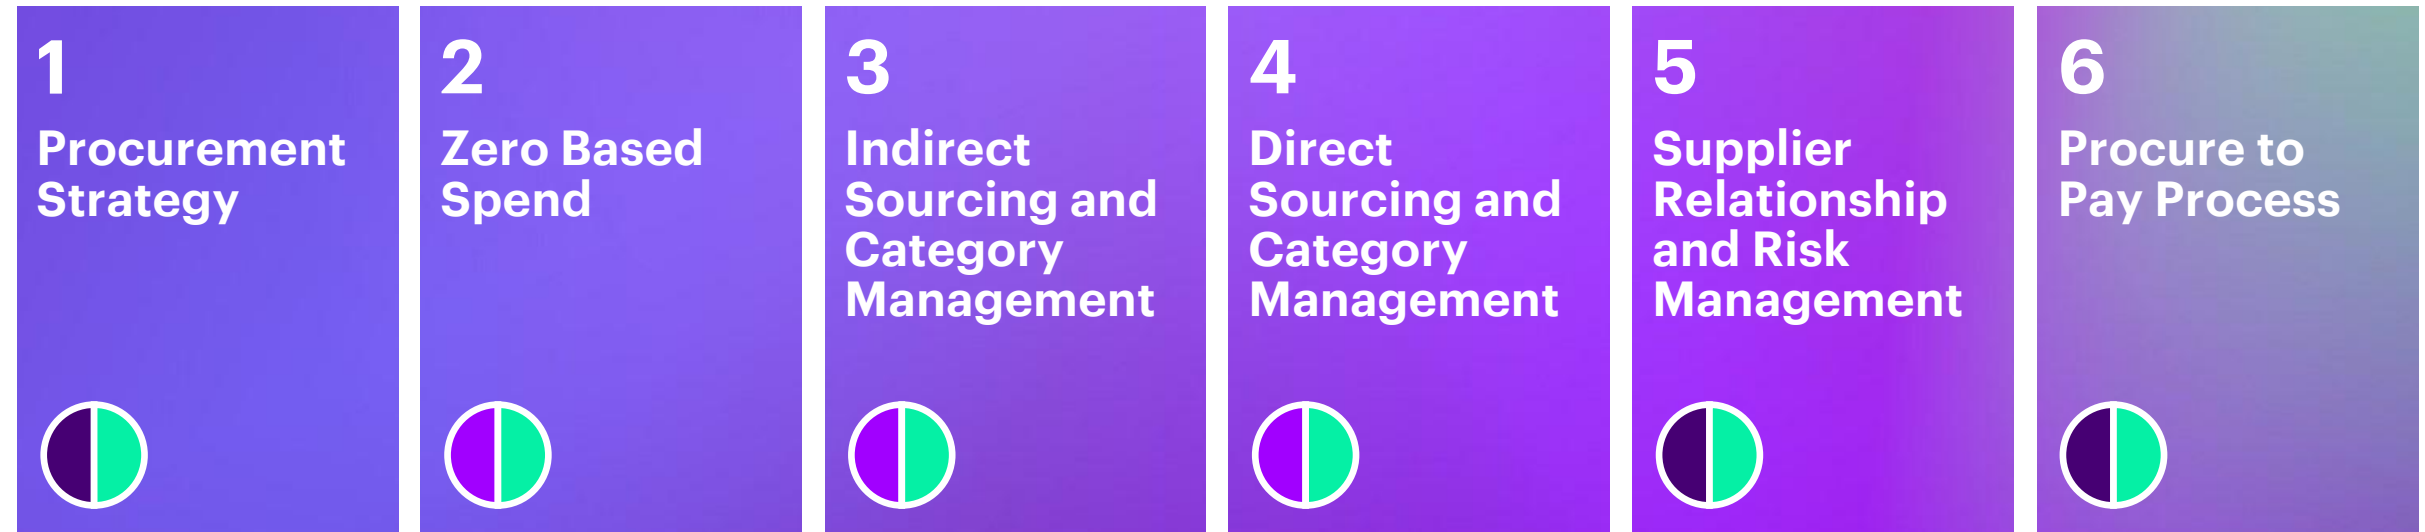 1
Procurement
Strategy
2
Zero Based
Spend
3
Indirect
Sourcing and
Category
Management
4
Direct
Sourcing and
Category
Management
5
Supplier
Relationship
and Risk
Management
6
Procure to
Pay Process